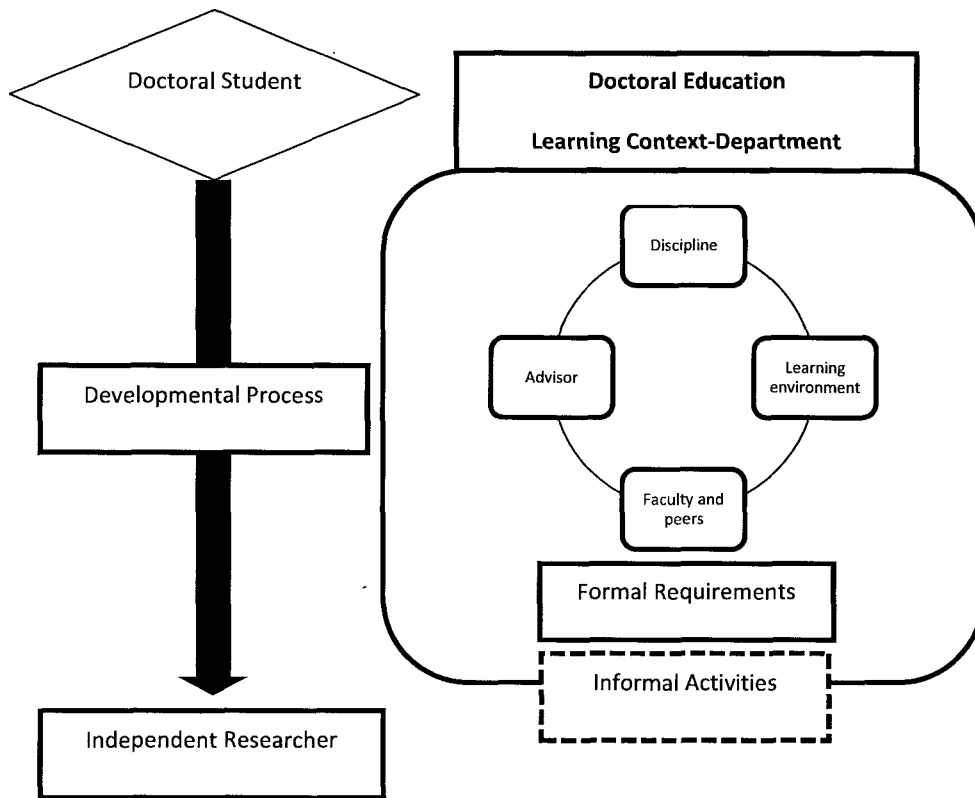 Doctoral Student
Doctoral Education
Learning Context-Department
Discipline
Advisor
Learning
environment
Developmental Process
Faculty and
peers
Formal Requirements
Informal Activities
Independent Researcher